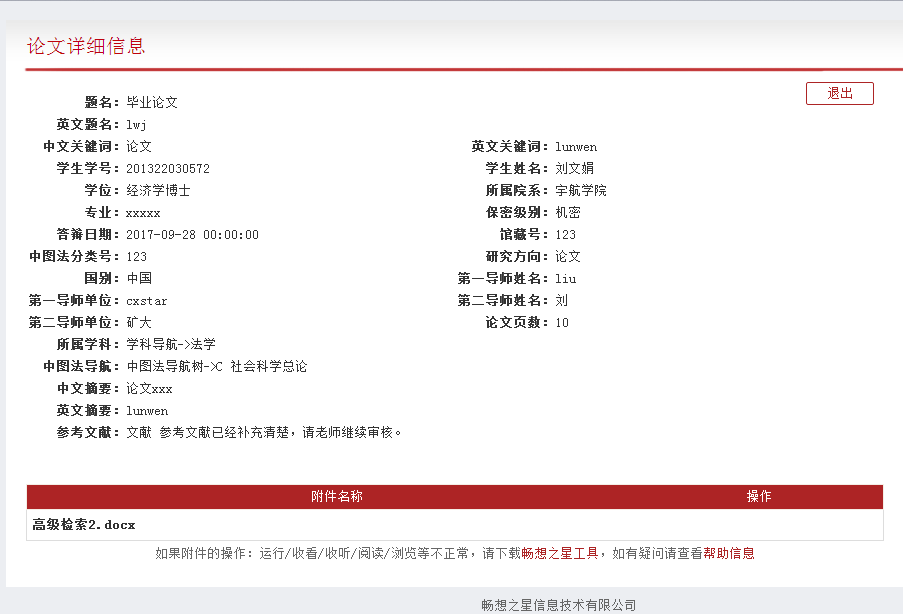 论文详细信息
退出
题名：毕业论文
英文题名：lwj
中文关键词：论文 英文关键词：lunwen
学生学号：201322030572 学生姓名：刘文娟
学位：经济学博士 所属院系：宇航学院
专业：xxxxx 保密级别：机密
答辩日期：2017-09-28 00:00:00 馆藏号：123
中图法分类号：123 研究方向：论文
国别：中国 第一导师姓名：liu
第一导师单位：cxstar 第二导师姓名：刘
第二导师单位：矿大 论文页数：10
所属学科：学科导航->法学
中图法导航：中图法导航树->C 社会科学总论
中文摘要：论文xxx
英文摘要：lunwen
参考文献：文献 参考文献已经补充清楚，请老师继续审核。
附件名称 操作
高级检索2.docx
如果附件的操作：运行/收看/收听/阅读/浏览等不正常，请下载畅想之星工具，如有疑问请查看帮助信息
畅想之星信息技术有限公司